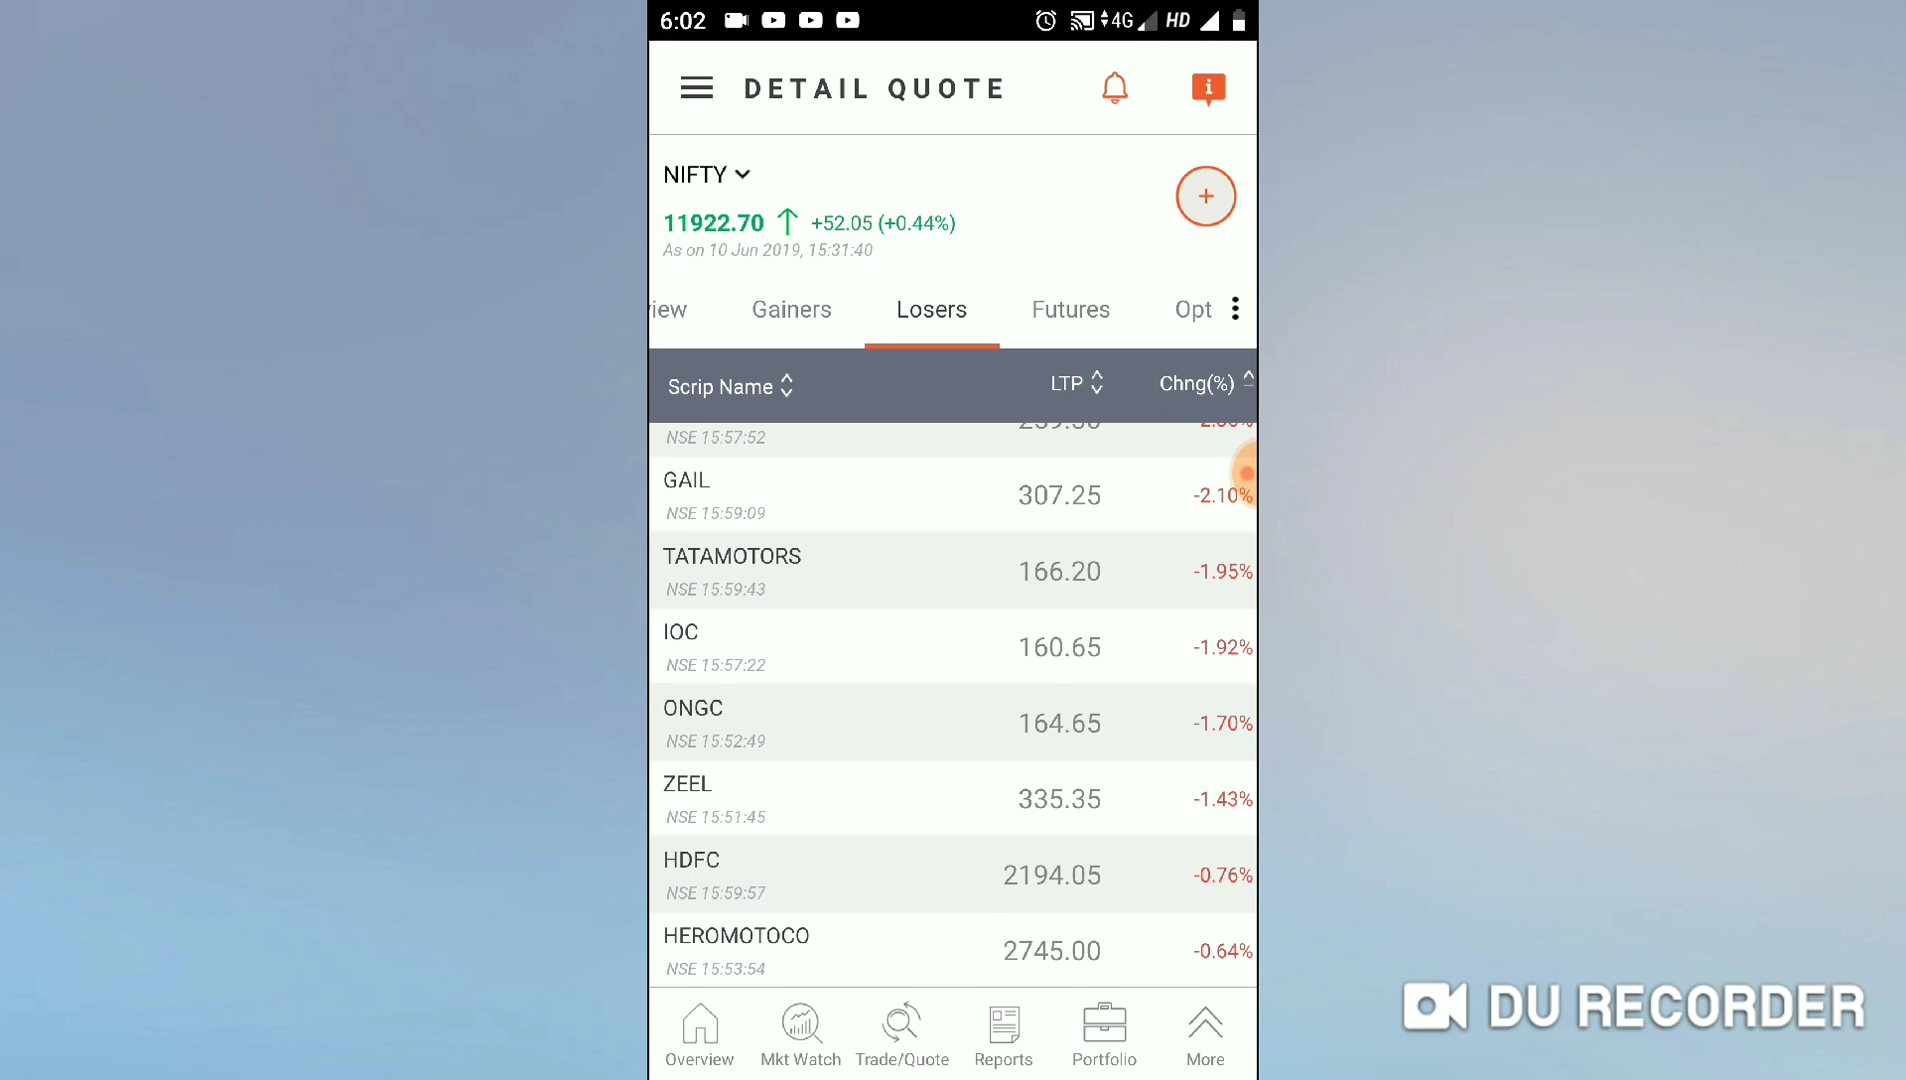 6:02 4G HD
DETAIL QUOTE
NIFTY
11922.70 +52.05 (+0.44%)
As on 10 Jun 2019, 15:31:40
iew Gainers Losers Futures Opt
Scrip Name LTP Chng(%)
NSE 15:57:52
GAIL
307.25 -2.10%
NSE 15:59:09
TATAMOTORS
166.20 -1.95%
NSE 15:59:43
IOC
160.65 -1.92%
NSE 15:57:22
ONGC
164.65 -1.70%
NSE 15:52:49
ZEEL
335.35 -1.43%
NSE 15:51:45
HDFC
2194.05 -0.76%
NSE 15:59:57
HEROMOTOCO
2745.00 -0.64%
NSE 15:53:54
Overview Mkt Watch Trade/Quote Reports Portfolio More
DU RECORDER